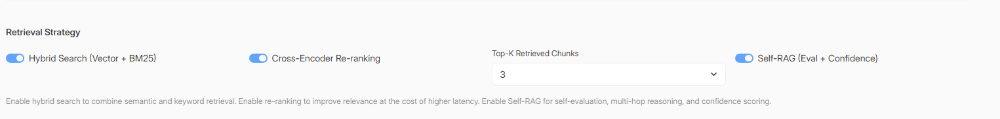 Retrieval Strategy
Hybrid Search (Vector + BM25)
Cross-Encoder Re-ranking
Top-K Retrieved Chunks
3
Self-RAG (Eval + Confidence)
Enable hybrid search to combine semantic and keyword retrieval. Enable re-ranking to improve relevance at the cost of higher latency. Enable Self-RAG for self-evaluation, multi-hop reasoning, and confidence scoring.